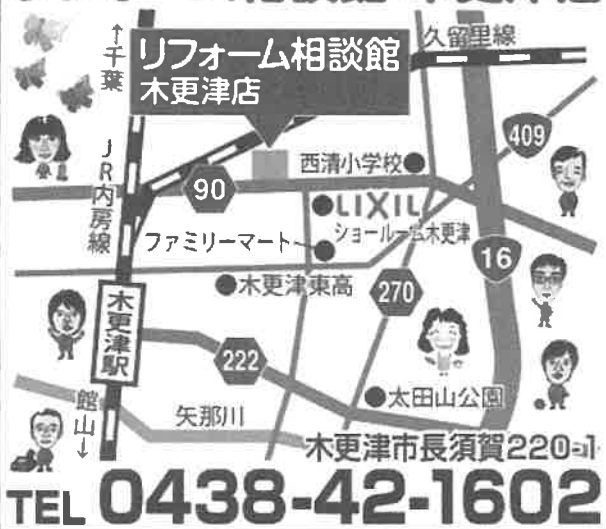 ↑千葉
リフォーム相談館
木更津店
久留里線
409
JR内房線
西清小学校
90
LIXIL
ショールーム木更津
ファミリーマート
16
木更津東高
270
木更津駅
222
太田山公園
館山↓
矢那川
木更津市長須賀220-1
TEL 0438-42-1602